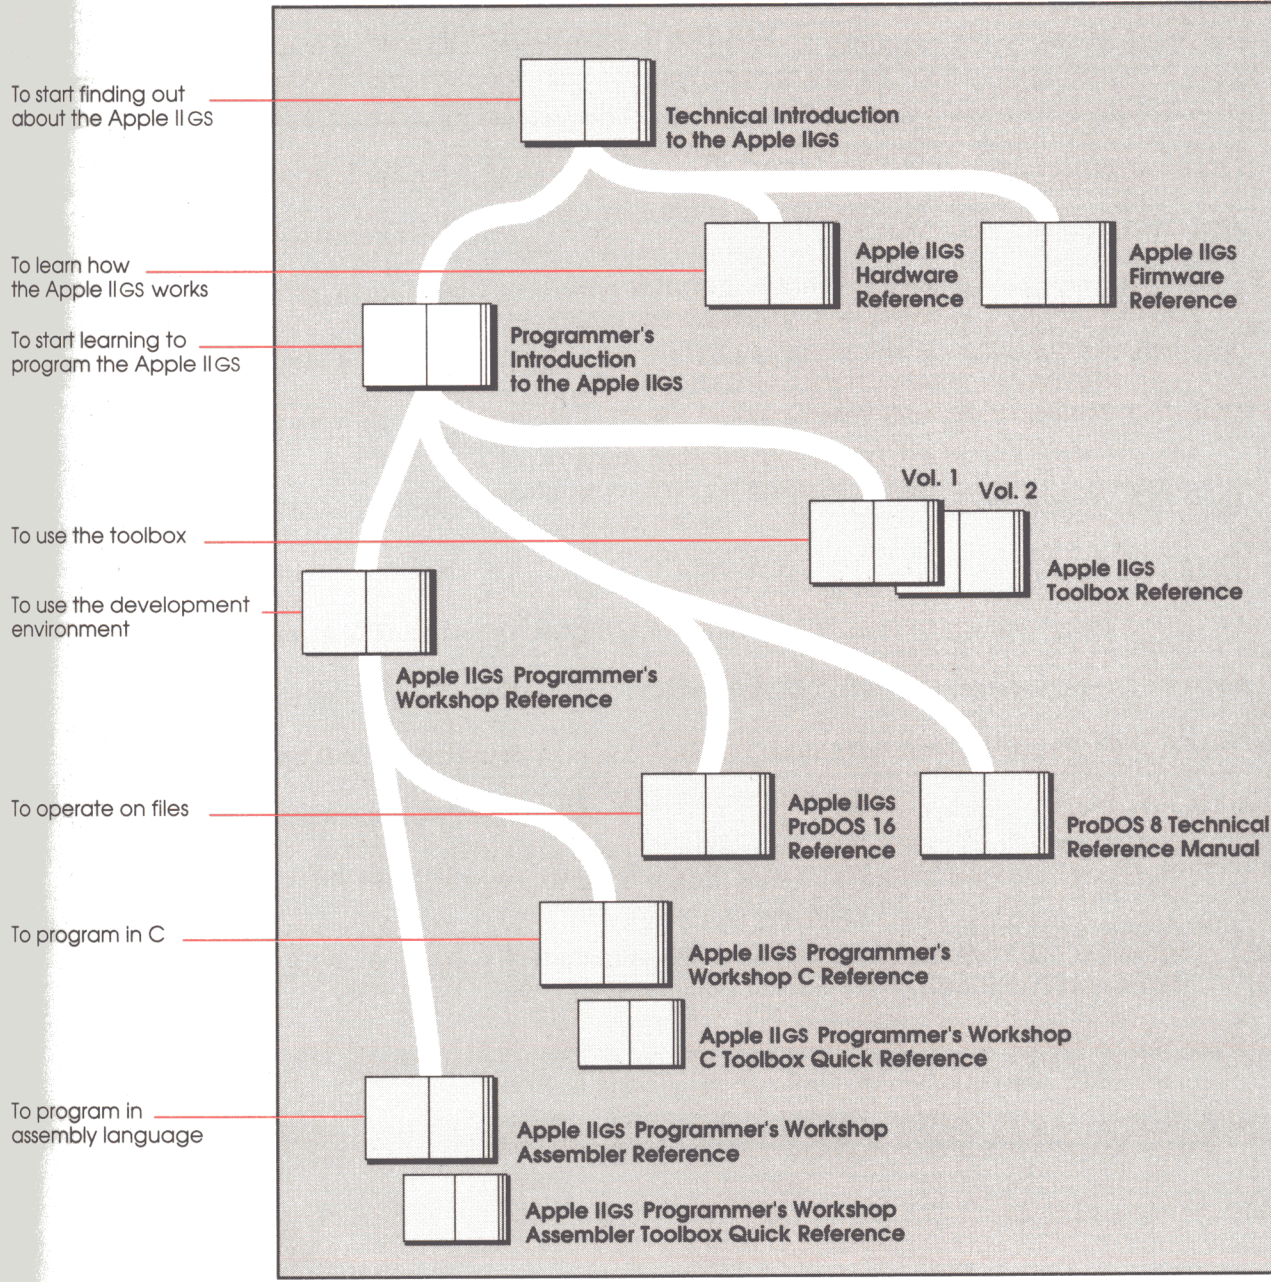 To start finding out
about the Apple IIGS
Technical Introduction
to the Apple IIGS
To learn how
the Apple IIGS works
Apple IIGS
Hardware
Reference
Apple IIGS
Firmware
Reference
To start learning to
program the Apple IIGS
Programmer's
Introduction
to the Apple IIGS
Vol. 1
Vol. 2
To use the toolbox
Apple IIGS
Toolbox Reference
To use the development
environment
Apple IIGS Programmer's
Workshop Reference
To operate on files
Apple IIGS
ProDOS 16
Reference
ProDOS 8 Technical
Reference Manual
To program in C
Apple IIGS Programmer's
Workshop C Reference
Apple IIGS Programmer's Workshop
C Toolbox Quick Reference
To program in
assembly language
Apple IIGS Programmer's Workshop
Assembler Reference
Apple IIGS Programmer's Workshop
Assembler Toolbox Quick Reference